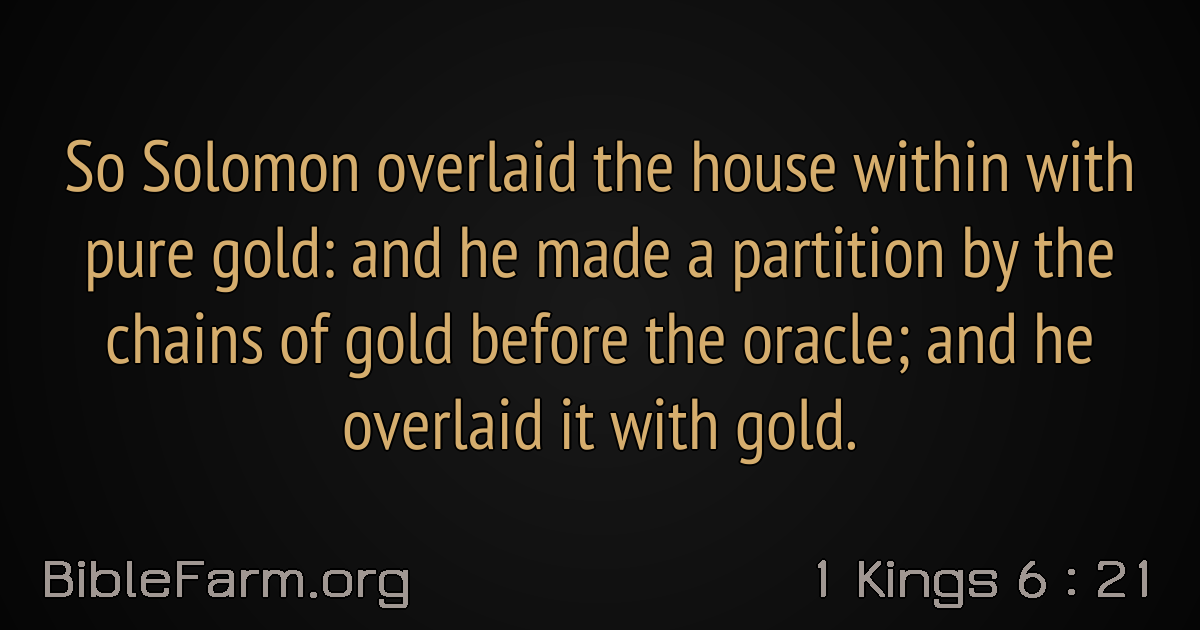 So Solomon overlaid the house within with
pure gold: and he made a partition by the
chains of gold before the oracle; and he
overlaid it with gold.
BibleFarm.org
1 Kings 6 : 21